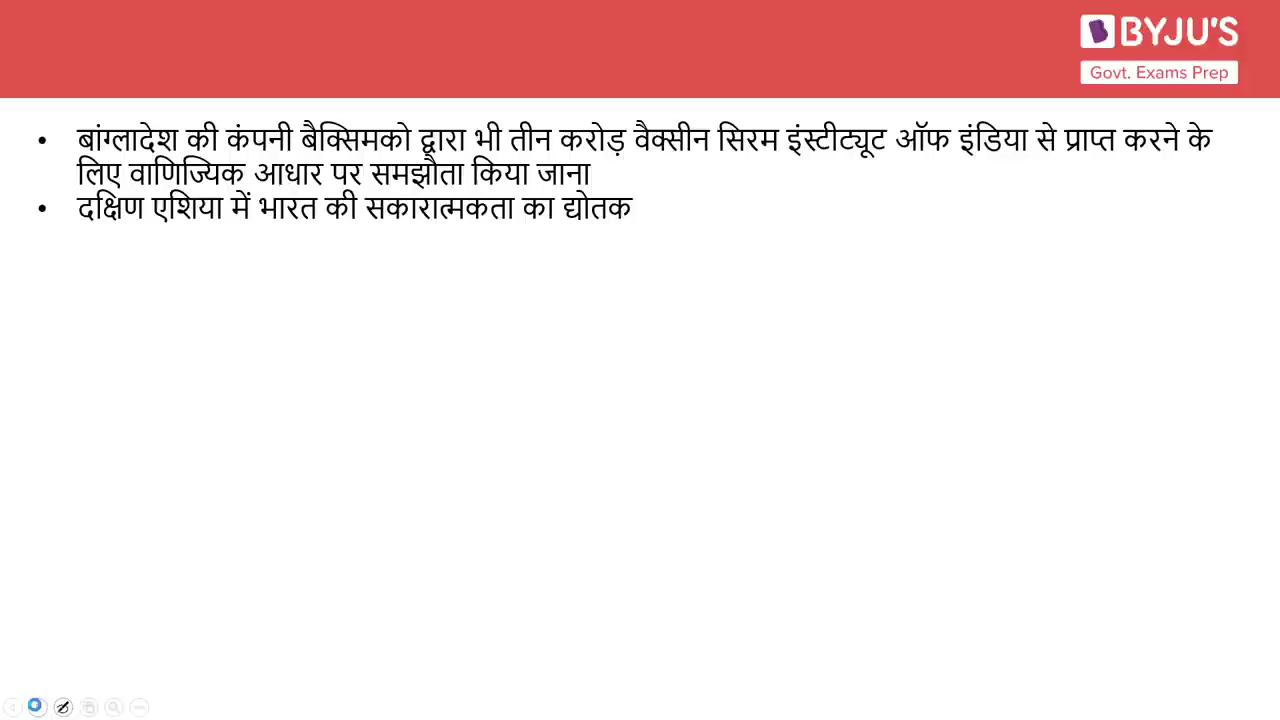 BYJU'S
Govt. Exams Prep
• बांग्लादेश की कंपनी बैक्सिमको द्वारा भी तीन करोड़ वैक्सीन सिरम इंस्टीट्यूट ऑफ इंडिया से प्राप्त करने के
लिए वाणिज्यिक आधार पर समझौता किया जाना
• दक्षिण एशिया में भारत की सकारात्मकता का द्योतक